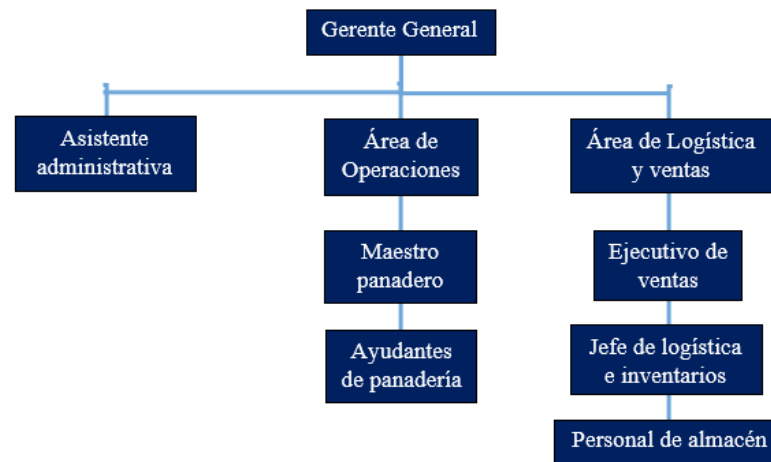 Gerente General
Asistente
administrativa
Área de
Operaciones
Área de Logística
y ventas
Maestro
panadero
Ejecutivo de
ventas
Ayudantes
de panadería
Jefe de logística
e inventarios
Personal de almacén